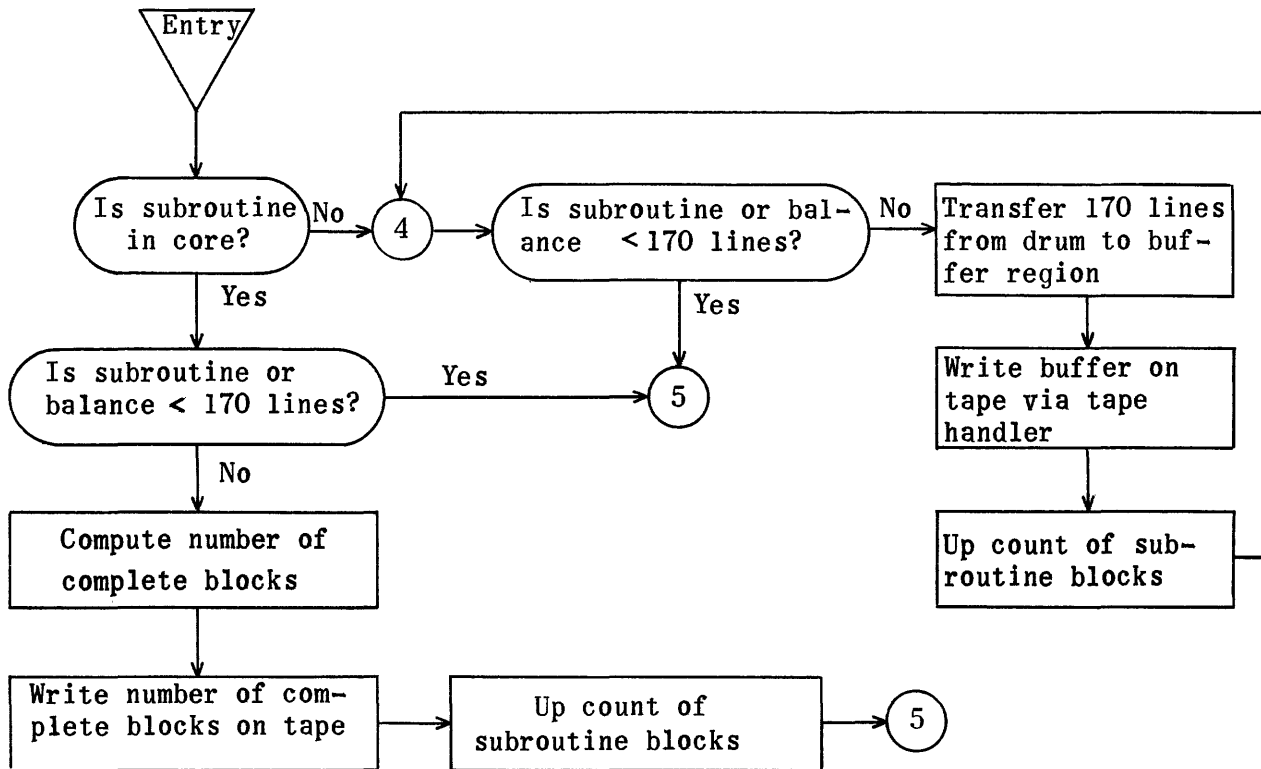 Entry
Is subroutine
in core?
No
4
Is subroutine or bal-
ance < 170 lines?
No
Transfer 170 lines
from drum to buf-
fer region
Yes
Yes
Is subroutine or
balance < 170 lines?
Yes
5
Write buffer on
tape via tape
handler
No
Compute number of
complete blocks
Up count of sub-
routine blocks
Write number of com-
plete blocks on tape
Up count of
subroutine blocks
5